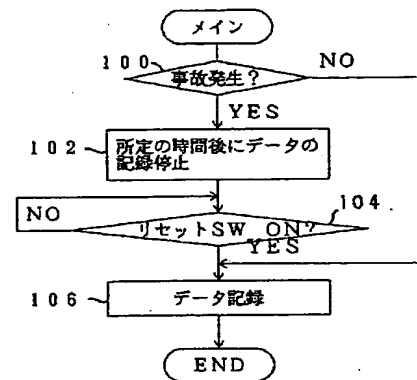 メイン
100
事故発生?
NO
YES
102
所定の時間後にデータの
記録停止
NO
104
リセットSW ON?
YES
106
データ記録
END